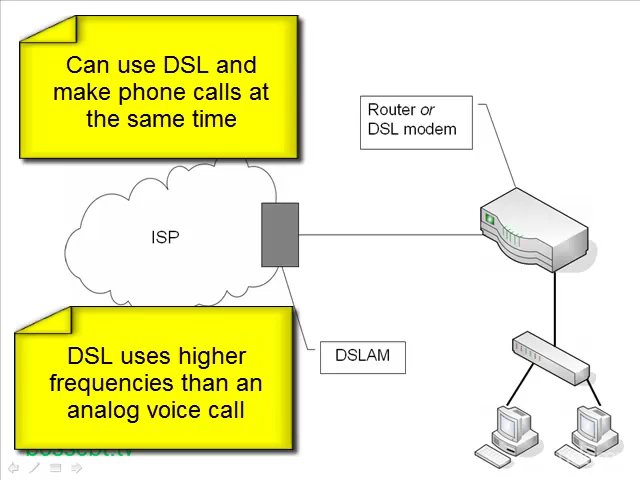 Can use DSL and
make phone calls at
the same time
Router or
DSL modem
ISP
DSLAM
DSL uses higher
frequencies than an
analog voice call